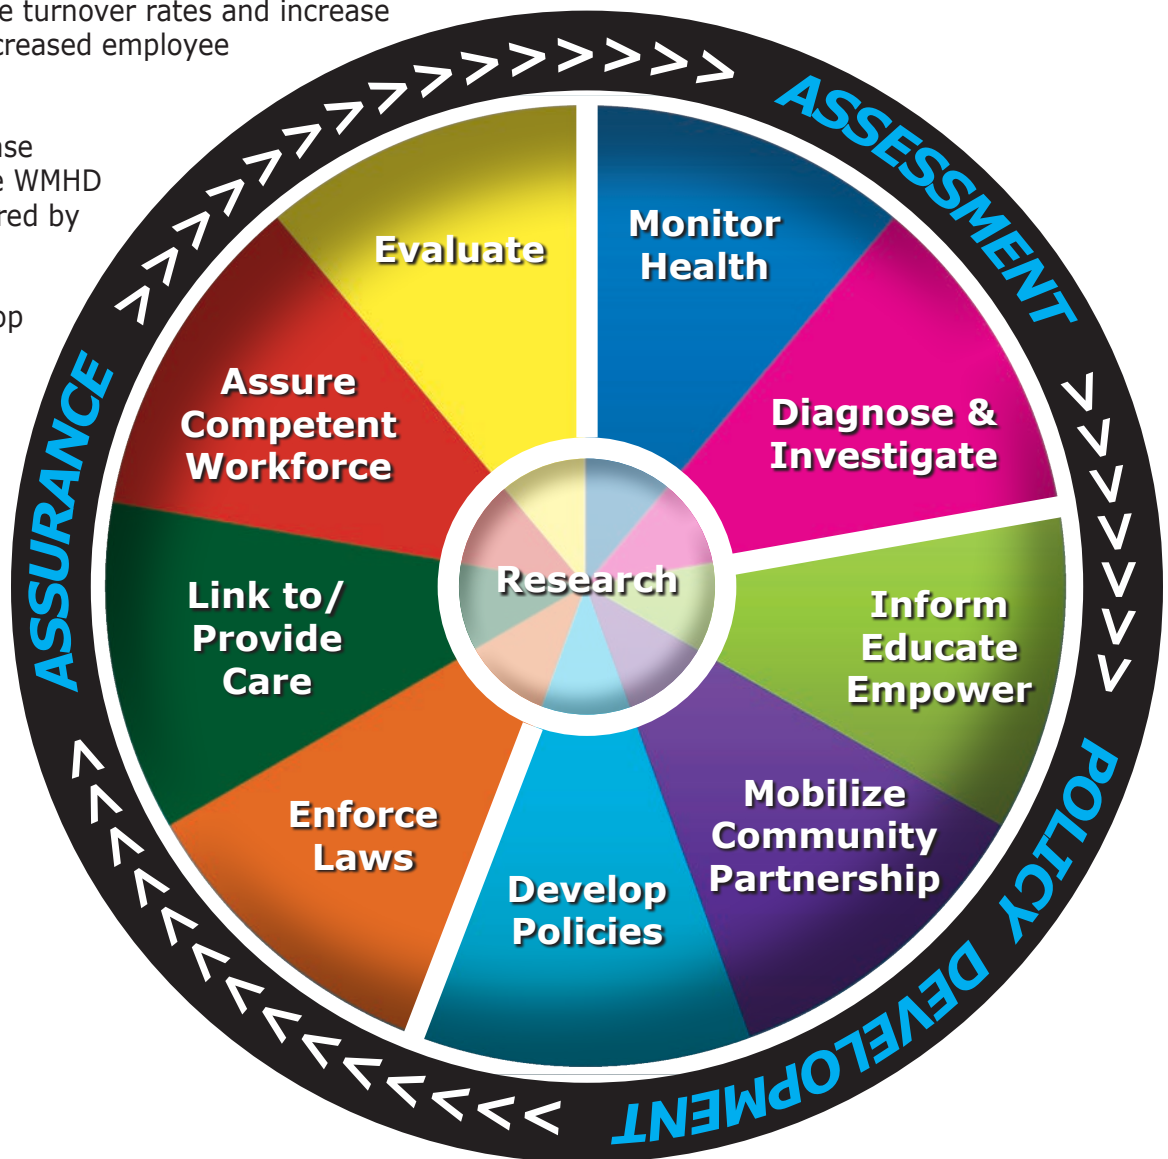 e turnover rates and increase
creased employee
ase
e WMHD
red by
op
ASSESSMENT
POLICY DEVELOPMENT
ASSURANCE
Monitor
Health
Diagnose &
Investigate
Inform
Educate
Empower
Mobilize
Community
Partnership
Develop
Policies
Enforce
Laws
Link to/
Provide
Care
Assure
Competent
Workforce
Evaluate
Research